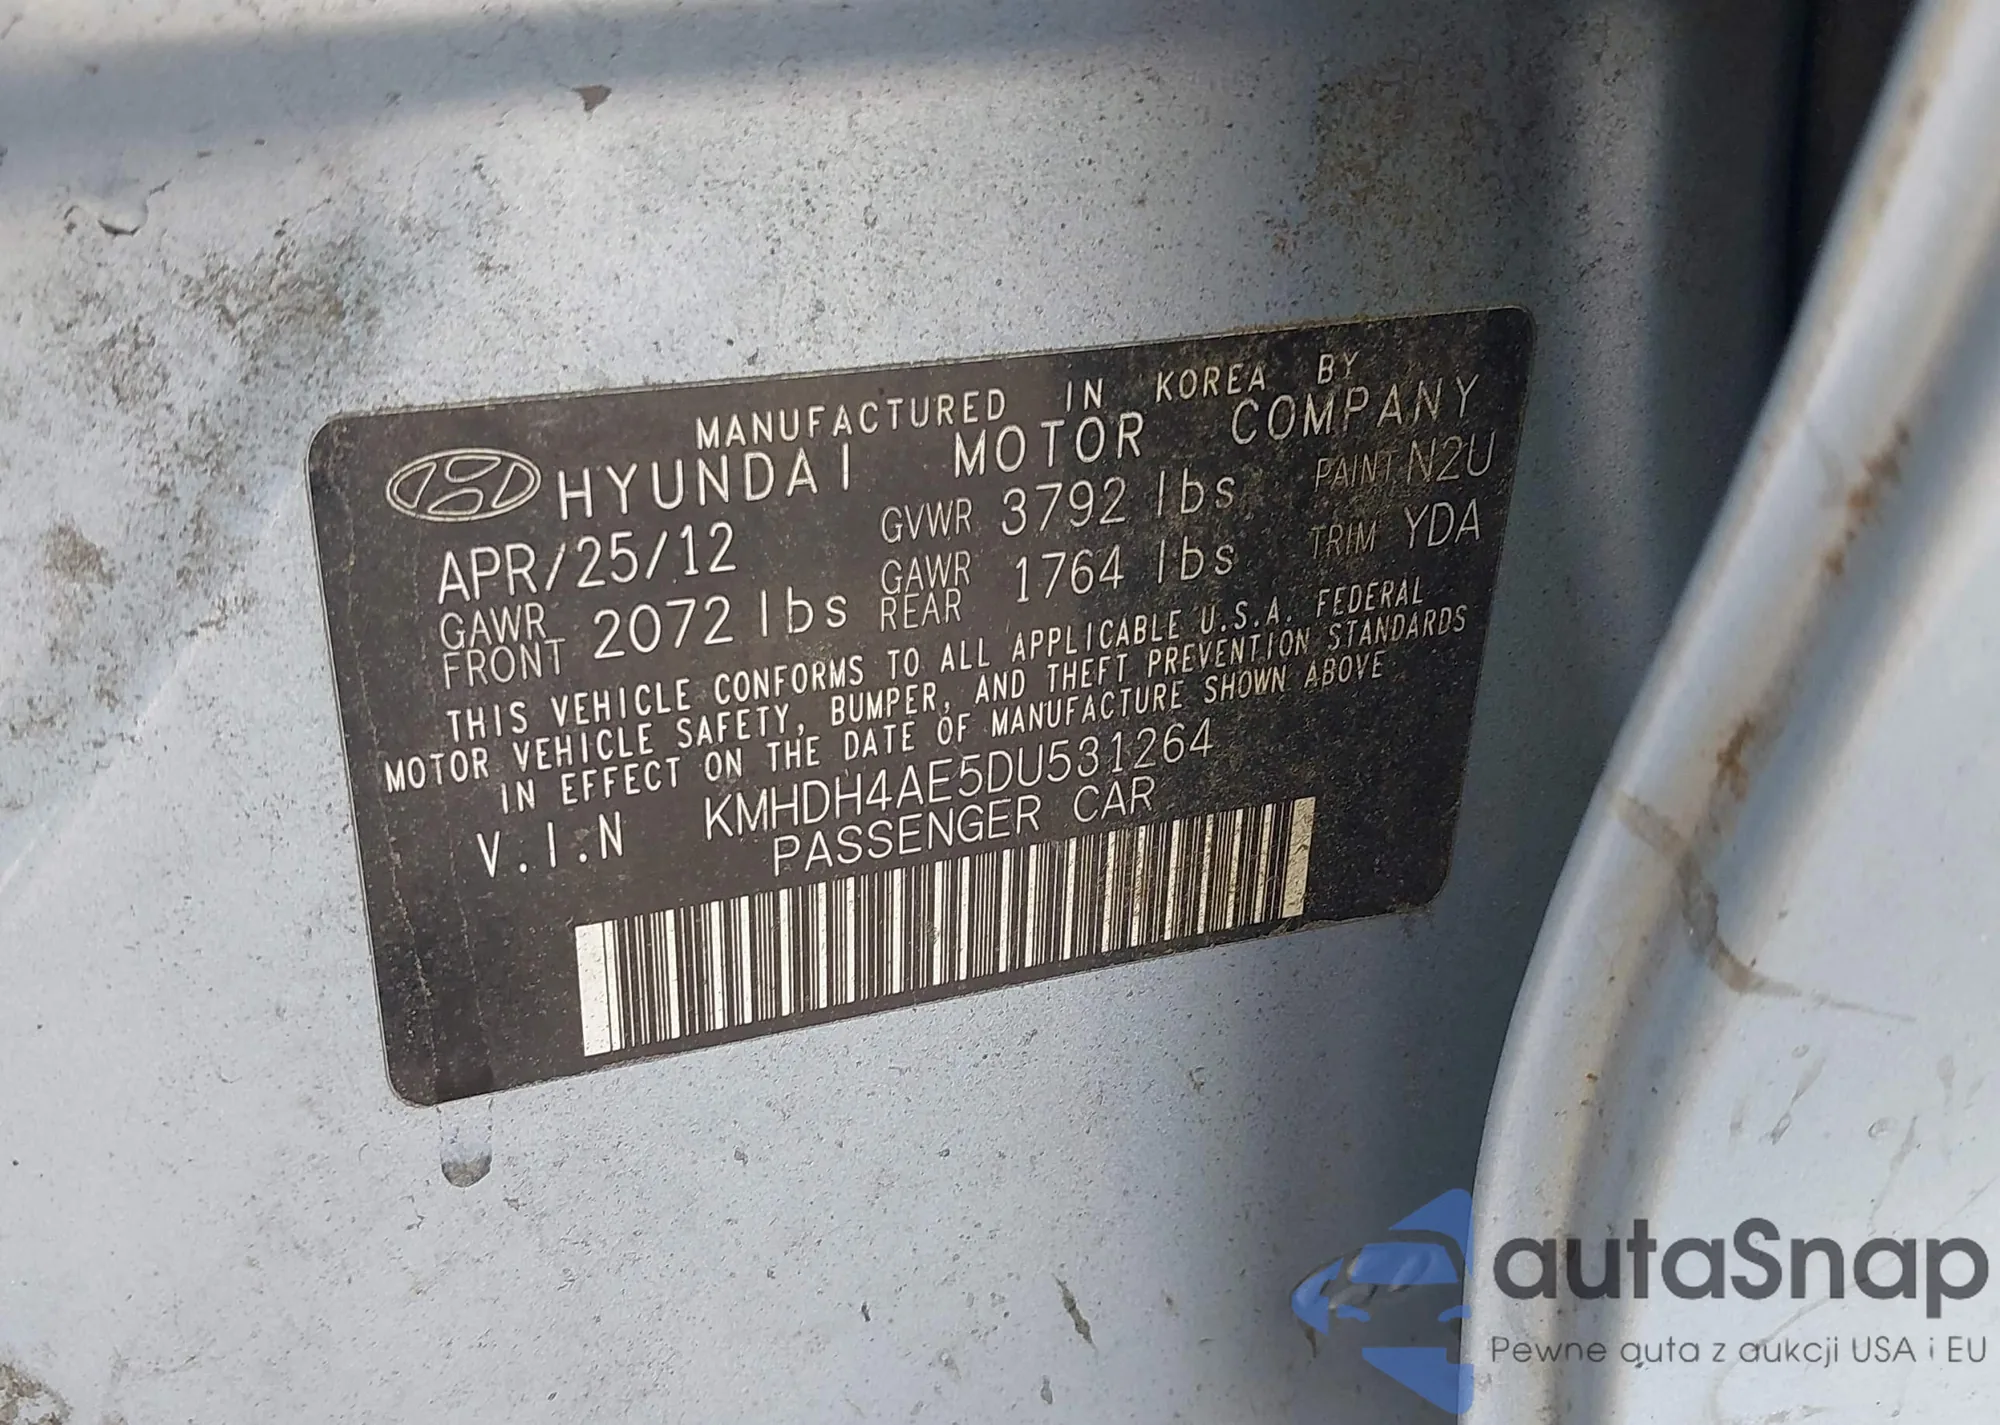 MANUFACTURED IN KOREA BY
HYUNDAI MOTOR COMPANY
APR/25/12 GVWR 3792 lbs PAINT N2U
GAWR FRONT 2072 lbs GAWR REAR 1764 lbs TRIM YDA
THIS VEHICLE CONFORMS TO ALL APPLICABLE U.S.A. FEDERAL
MOTOR VEHICLE SAFETY, BUMPER, AND THEFT PREVENTION STANDARDS
IN EFFECT ON THE DATE OF MANUFACTURE SHOWN ABOVE
V.I.N KMHDH4AE5DU531264
PASSENGER CAR
autaSnap
Pewne auta z aukcji USA i EU